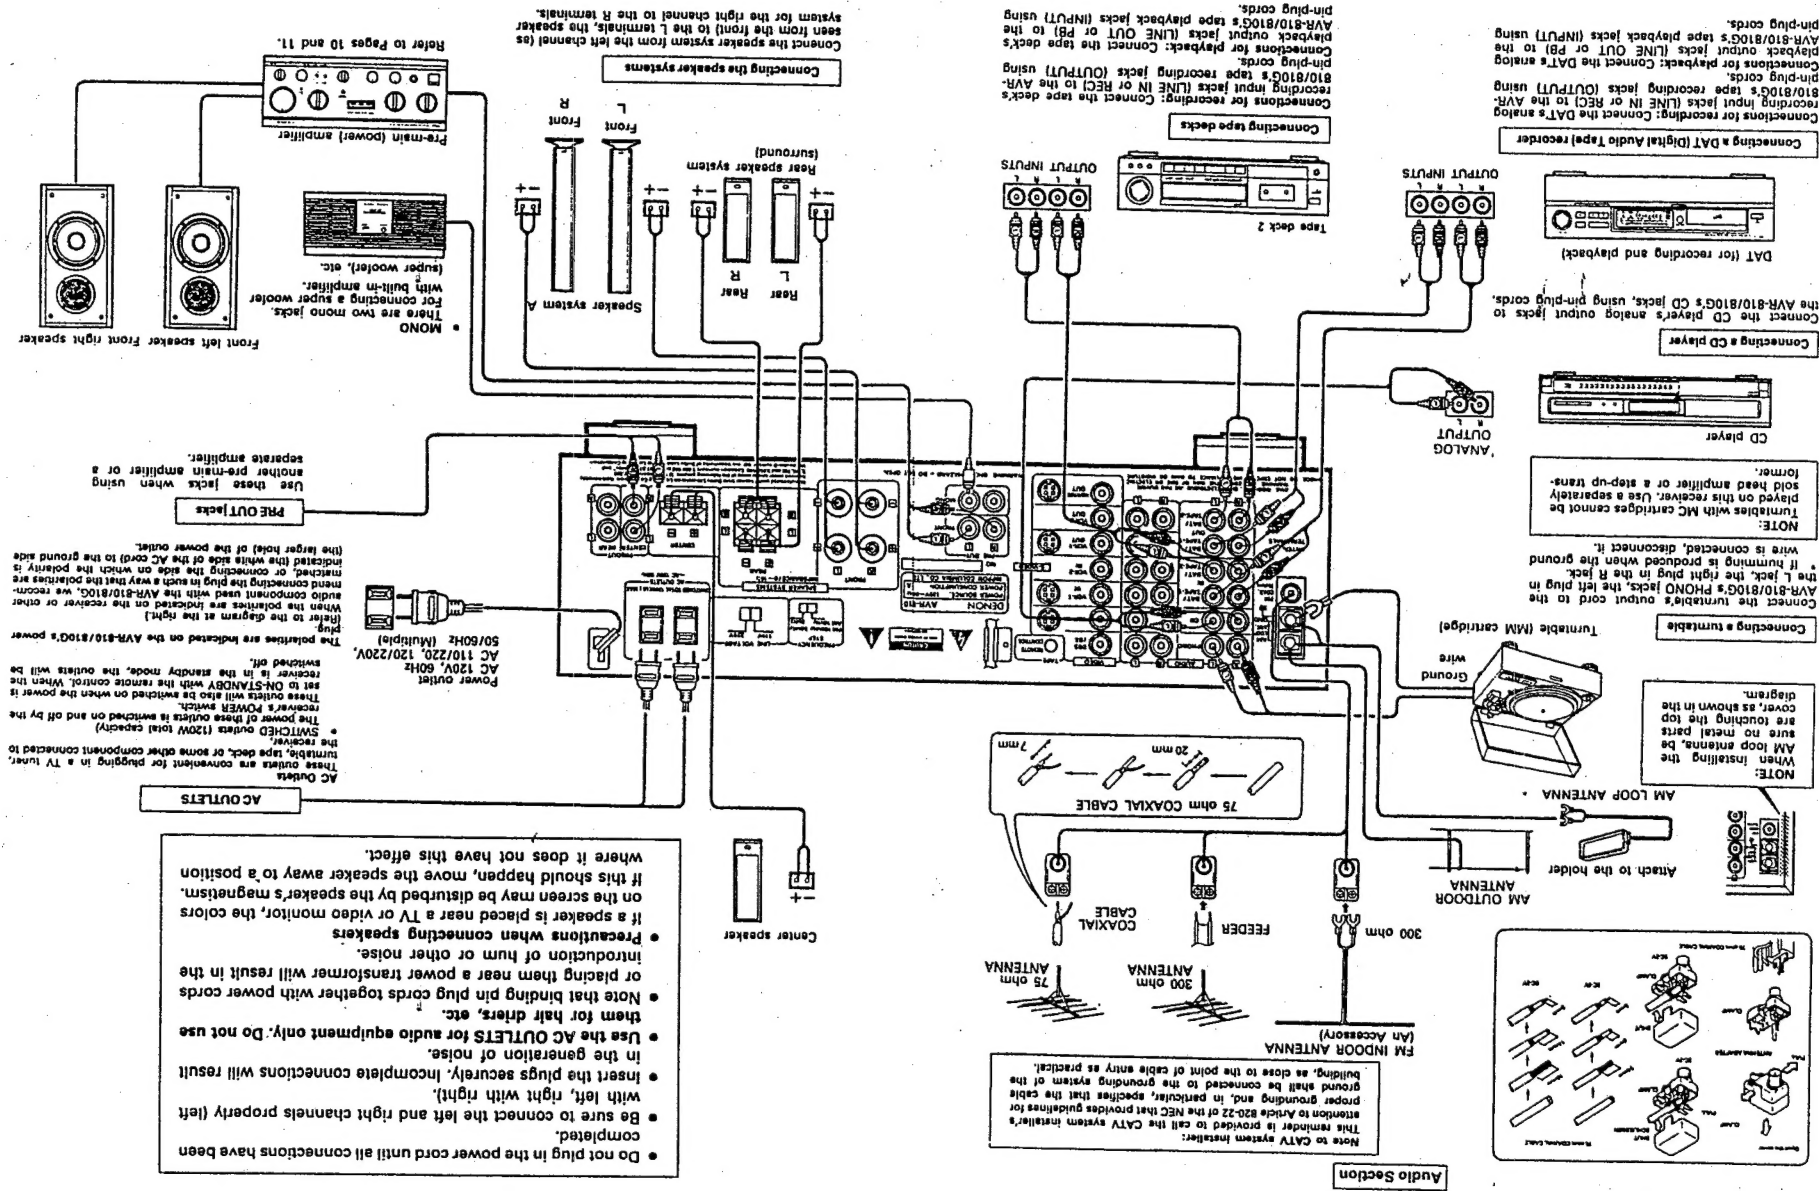 Audio Section
Note to CATV system installer:
This reminder is provided to call the CATV system installer's
attention to Article 820-22 of the NEC that provides guidelines for
proper grounding and, in particular, specifies that the cable
ground shall be connected to the grounding system of the
building, as close to the point of cable entry as practical.
• Do not plug in the power cord until all connections have been
completed.
• Be sure to connect the left and right channels properly (left
with left, right with right).
• Insert the plugs securely. Incomplete connections will result
in the generation of noise.
• Use the AC OUTLETS for audio equipment only. Do not use
them for hair driers, etc.
• Note that binding pin plug cords together with power cords
or placing them near a power transformer will result in the
introduction of hum or other noise.
• Precautions when connecting speakers
If a speaker is placed near a TV or video monitor, the colors
on the screen may be disturbed by the speaker's magnetism.
If this should happen, move the speaker away to a position
where it does not have this effect.
75 ohm COAXIAL CABLE
ANTENNA ADAPTER
PULL
CLAMP
3C-2V
5C-2V
FM INDOOR ANTENNA
(An Accessory)
300 ohm
ANTENNA
75 ohm
ANTENNA
300 ohm
FEEDER
COAXIAL
CABLE
75 ohm COAXIAL CABLE
20 mm
7 mm
AM OUTDOOR
ANTENNA
Attach to the holder
AM LOOP ANTENNA
NOTE:
When installing the
AM loop antenna, be
sure no metal parts
are touching the top
cover, as shown in the
diagram.
Ground
wire
Turntable (MM cartridge)
Connecting a turntable
Connect the turntable's output cord to the
AVR-810/810G's PHONO jacks, the left plug in
the L jack, the right plug in the R jack.
* If humming is produced when the ground
wire is connected, disconnect it.
NOTE:
Turntables with MC cartridges cannot be
played on this receiver. Use a separately
sold head amplifier or a step-up trans-
former.
CD player
ANALOG
OUTPUT
R L
Connecting a CD player
Connect the CD player's analog output jacks to
the AVR-810/810G's CD jacks, using pin-plug cords.
DAT (for recording and playback)
OUTPUT INPUTS
R L R L
Connecting a DAT (Digital Audio Tape) recorder
Connections for recording: Connect the DAT's analog
recording input jacks (LINE IN or REC) to the AVR-
810/810G's tape recording jacks (OUTPUT) using
pin-plug cords.
Connections for playback: Connect the DAT's analog
playback output jacks (LINE OUT or PB) to the
AVR-810/810G's tape playback jacks (INPUT) using
pin-plug cords.
Tape deck 2
OUTPUT INPUTS
R L R L
Connecting tape decks
Connections for recording: Connect the tape deck's
recording input jacks (LINE IN or REC) to the AVR-
810/810G's tape recording jacks (OUTPUT) using
pin-plug cords.
Connections for playback: Connect the tape deck's
playback output jacks (LINE OUT or PB) to the
AVR-810/810G's tape playback jacks (INPUT) using
pin-plug cords.
Center speaker
AC OUTLETS
AC Outlets
These outlets are convenient for plugging in a TV tuner,
turntable, tape deck, or some other component connected to
the receiver.
• SWITCHED outlets (120W total capacity)
The power of these outlets is switched on and off by the
receiver's POWER switch.
These outlets will also be switched on when the power is
set to ON-STANDBY with the remote control. When the
receiver is in the standby mode, the outlets will be
switched off.
Power outlet
AC 120V, 60Hz
AC 110/220, 120/220V,
50/60Hz (Multiple)
The polarities are indicated on the AVR-810/810G's power
plug.
(Refer to the diagram at the right.)
When the polarities are indicated on the receiver or other
audio component used with the AVR-810/810G, we recom-
mend connecting the plug in such a way that the polarities are
matched, or connecting the side on which the polarity is
indicated (the white side of the AC cord) to the ground side
(the larger hole) of the power outlet.
PRE OUT jacks
Use these jacks when using
another pre-main amplifier or a
separate amplifier.
DENON
AVR-810
SPEAKER SYSTEMS
AC OUTLETS
VIDEO
AUDIO
PHONO
CD
FRONT
REAR
CENTER
• MONO
There are two mono jacks.
For connecting a super woofer
with built-in amplifier.
(super woofer), etc.
Front left speaker
Front right speaker
Pre-main (power) amplifier
Refer to Pages 10 and 11.
Speaker system A
Front
L
Front
R
Rear
L
Rear
R
Rear speaker system
(surround)
Connecting the speaker systems
Connect the speaker system from the left channel (as
seen from the front) to the L terminals, the speaker
system for the right channel to the R terminals.